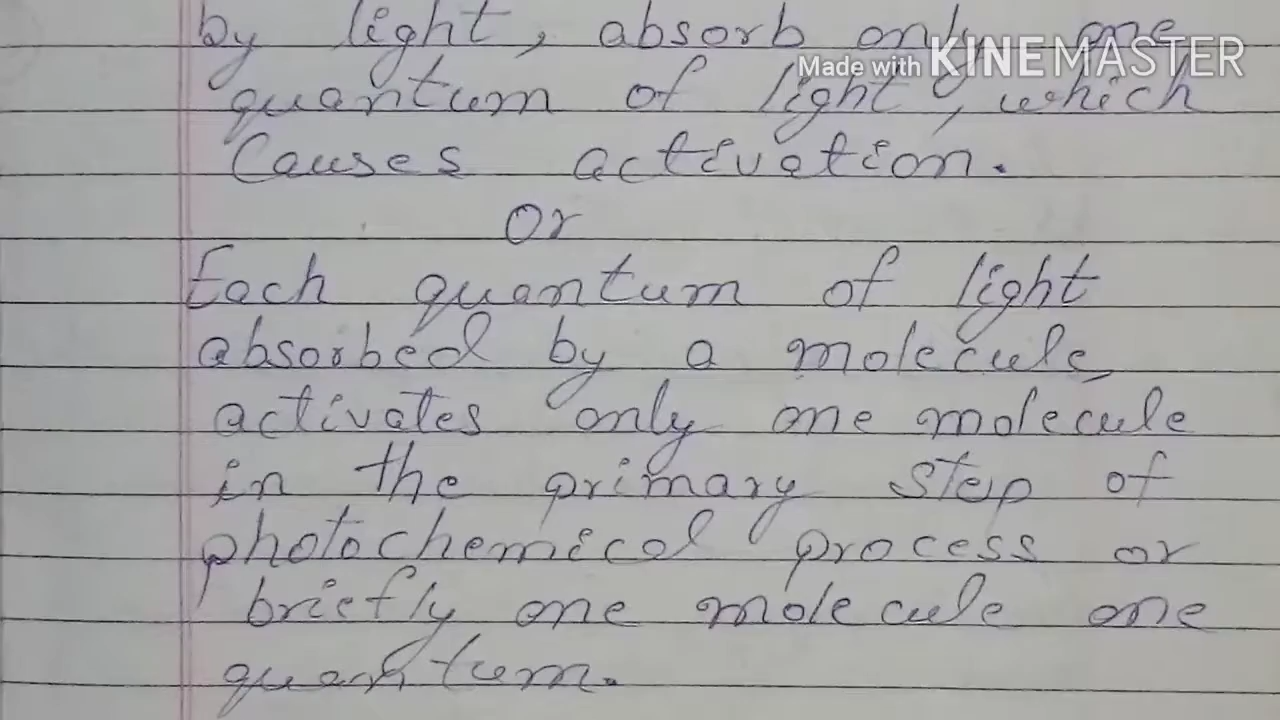 by light, absorb only one
Made with KINEMASTER
quantum of light, which
Causes activation.
Or
Each quantum of light
absorbed by a molecule,
activates only one molecule
in the primary step of
photochemical process or
briefly one molecule one
quantum.